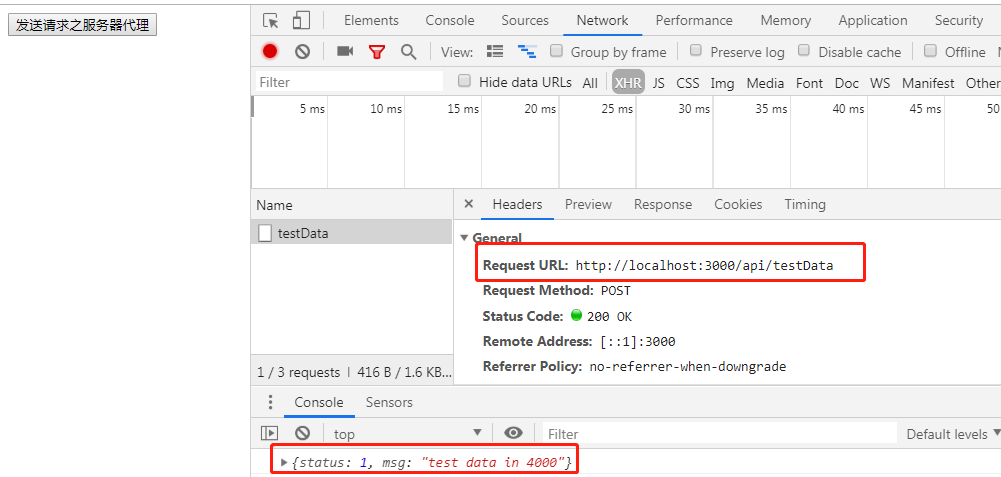 发送请求之服务器代理
Elements Console Sources Network Performance Memory Application Security
View: Group by frame Preserve log Disable cache Offline
Filter Hide data URLs All XHR JS CSS Img Media Font Doc WS Manifest Other
5 ms 10 ms 15 ms 20 ms 25 ms 30 ms 35 ms 40 ms 45 ms 50
Name
testData
× Headers Preview Response Cookies Timing
General
Request URL: http://localhost:3000/api/testData
Request Method: POST
Status Code: 200 OK
Remote Address: [::1]:3000
Referrer Policy: no-referrer-when-downgrade
1 / 3 requests | 416 B / 1.6 KB...
Console Sensors
top Filter Default levels
{status: 1, msg: "test data in 4000"}